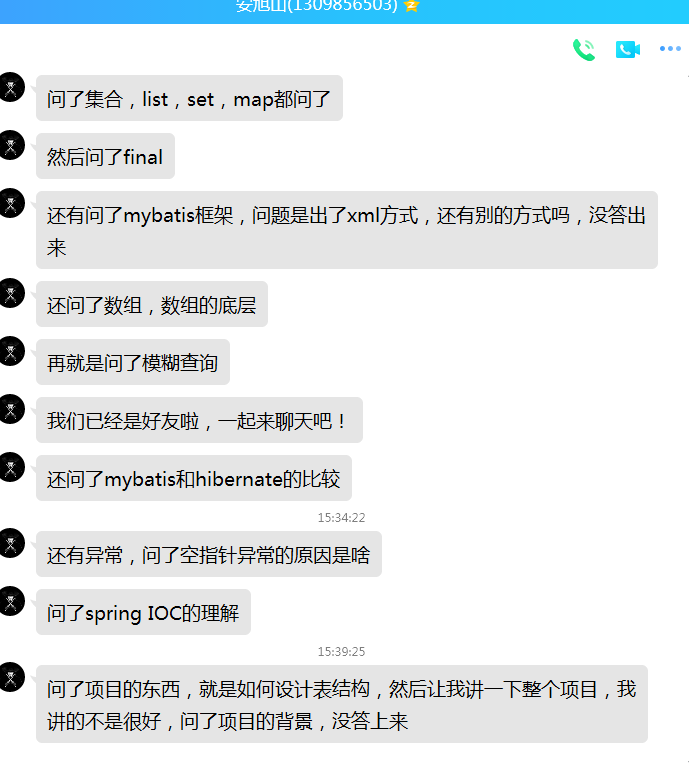 安旭山(1309856503)
问了集合，list，set，map都问了
然后问了final
还有问了mybatis框架，问题是出了xml方式，还有别的方式吗，没答出
来
还问了数组，数组的底层
再就是问了模糊查询
我们已经是好友啦，一起来聊天吧！
还问了mybatis和hibernate的比较
15:34:22
还有异常，问了空指针异常的原因是啥
问了spring IOC的理解
15:39:25
问了项目的东西，就是如何设计表结构，然后让我讲一下整个项目，我
讲的不是很好，问了项目的背景，没答上来